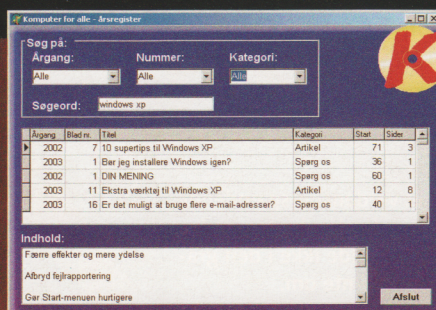 Komputer for alle - årsregister
Søg på:
Årgang: Nummer: Kategori:
Alle Alle Alle
Søgeord: windows xp
K
Årgang Blad nr. Titel Kategori Start Sider
2002 7 10 supertips til Windows XP Artikel 71 3
2003 1 Bør jeg installere Windows igen? Spørg os 36 1
2003 1 DIN MENING Spørg os 60 1
2003 11 Ekstra værktøj til Windows XP Artikel 12 8
2003 16 Er det muligt at bruge flere e-mail-adresser? Spørg os 40 1
Indhold:
Færre effekter og mere ydelse
Afbryd fejlrapportering
Gør Start-menuen hurtigere
Afslut